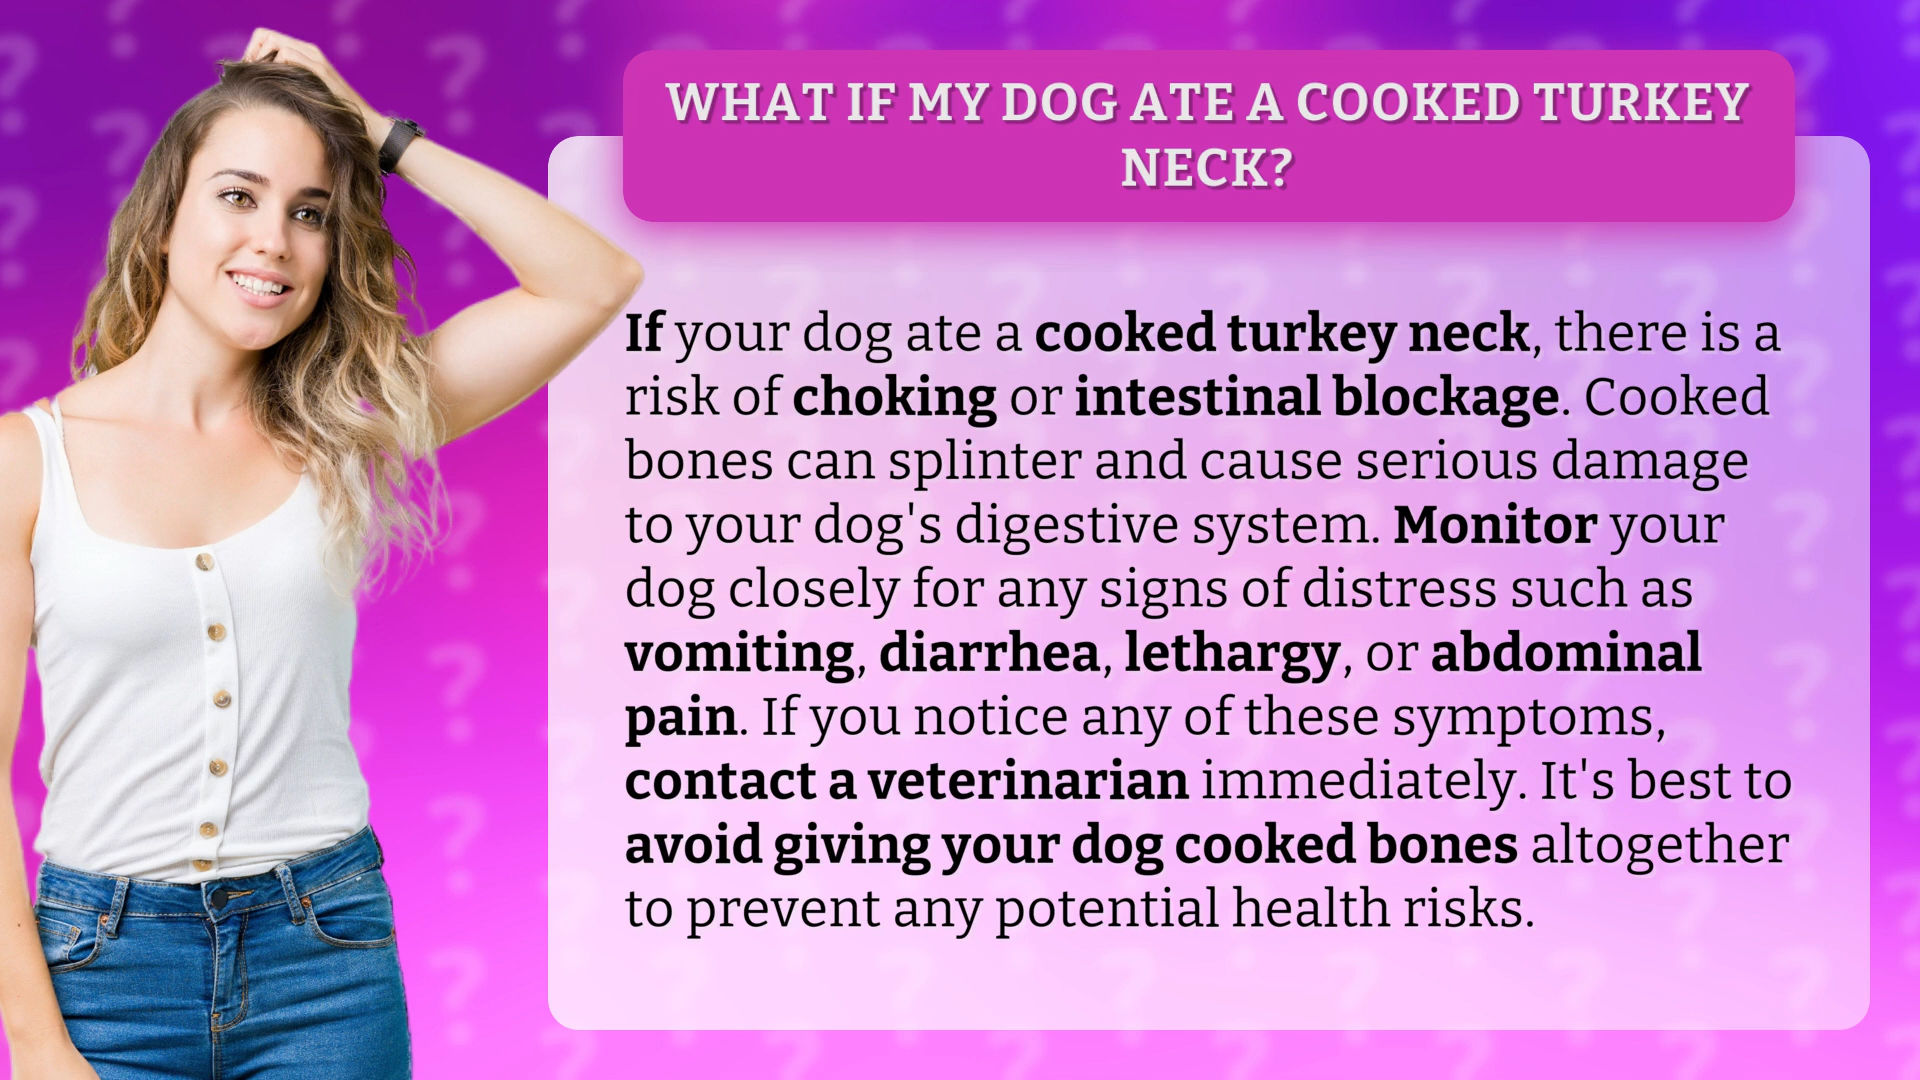 WHAT IF MY DOG ATE A COOKED TURKEY
NECK?
If your dog ate a cooked turkey neck, there is a
risk of choking or intestinal blockage. Cooked
bones can splinter and cause serious damage
to your dog's digestive system. Monitor your
dog closely for any signs of distress such as
vomiting, diarrhea, lethargy, or abdominal
pain. If you notice any of these symptoms,
contact a veterinarian immediately. It's best to
avoid giving your dog cooked bones altogether
to prevent any potential health risks.